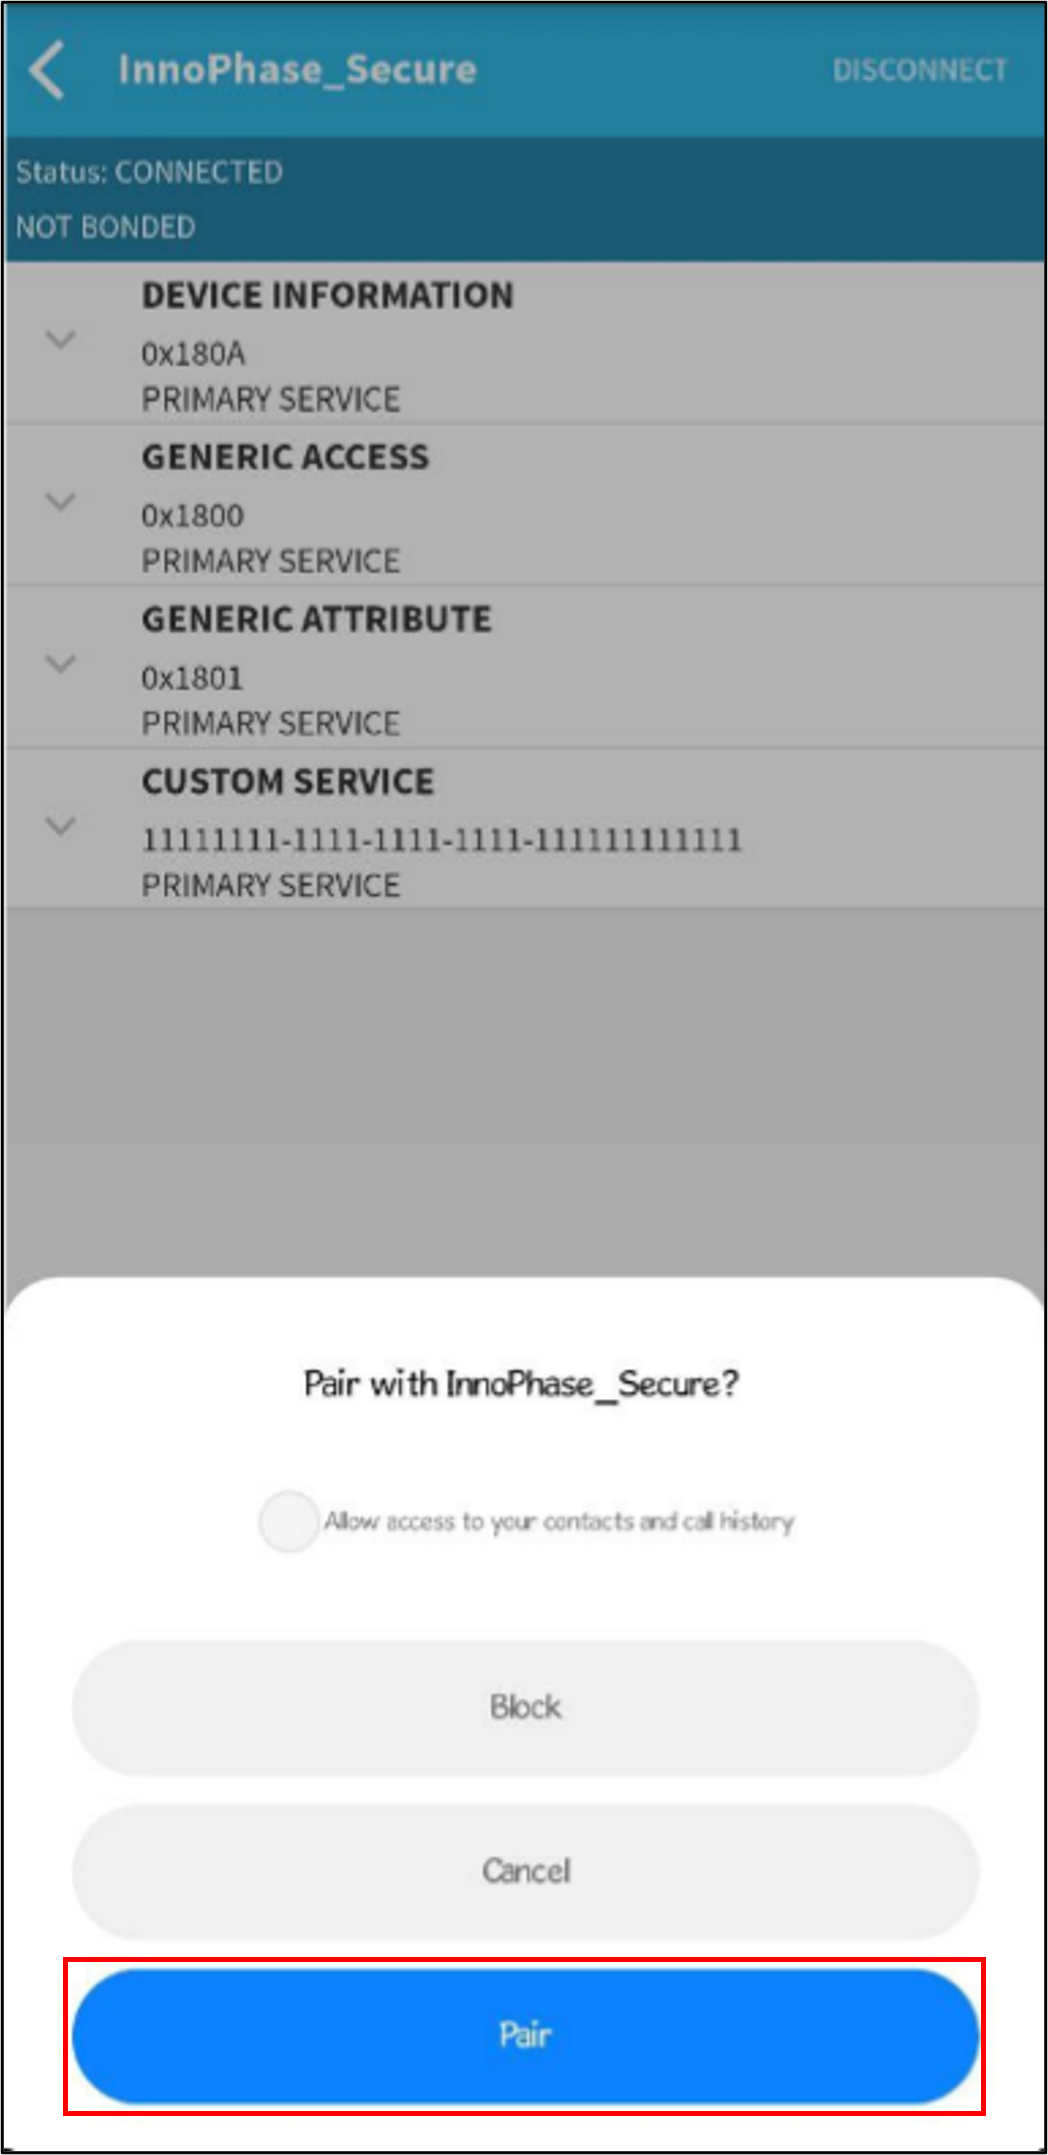 InnoPhase_Secure
DISCONNECT
Status: CONNECTED
NOT BONDED
DEVICE INFORMATION
0x180A
PRIMARY SERVICE
GENERIC ACCESS
0x1800
PRIMARY SERVICE
GENERIC ATTRIBUTE
0x1801
PRIMARY SERVICE
CUSTOM SERVICE
11111111-1111-1111-1111-111111111111
PRIMARY SERVICE
Pair with InnoPhase_Secure?
Allow access to your contacts and call history
Block
Cancel
Pair